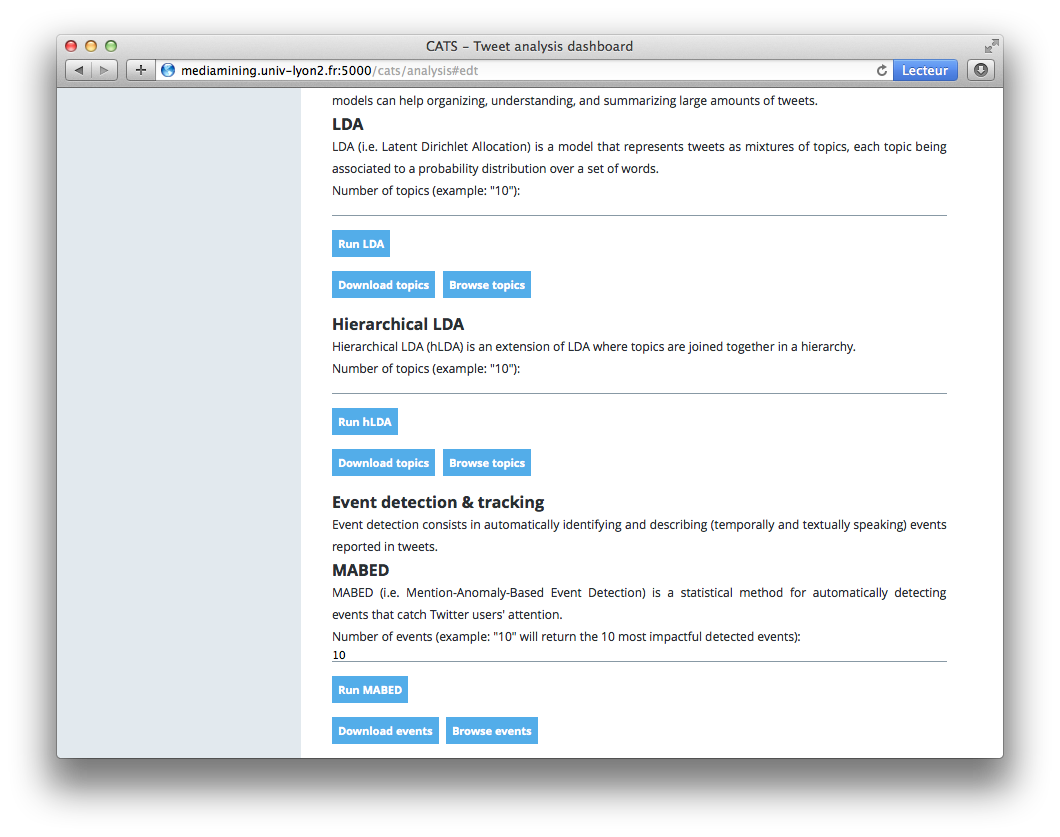 CATS – Tweet analysis dashboard
mediamining.univ-lyon2.fr:5000/cats/analysis#edt
Lecteur
models can help organizing, understanding, and summarizing large amounts of tweets.
LDA
LDA (i.e. Latent Dirichlet Allocation) is a model that represents tweets as mixtures of topics, each topic being
associated to a probability distribution over a set of words.
Number of topics (example: "10"):
Run LDA
Download topics Browse topics
Hierarchical LDA
Hierarchical LDA (hLDA) is an extension of LDA where topics are joined together in a hierarchy.
Number of topics (example: "10"):
Run hLDA
Download topics Browse topics
Event detection & tracking
Event detection consists in automatically identifying and describing (temporally and textually speaking) events
reported in tweets.
MABED
MABED (i.e. Mention-Anomaly-Based Event Detection) is a statistical method for automatically detecting
events that catch Twitter users' attention.
Number of events (example: "10" will return the 10 most impactful detected events):
10
Run MABED
Download events Browse events